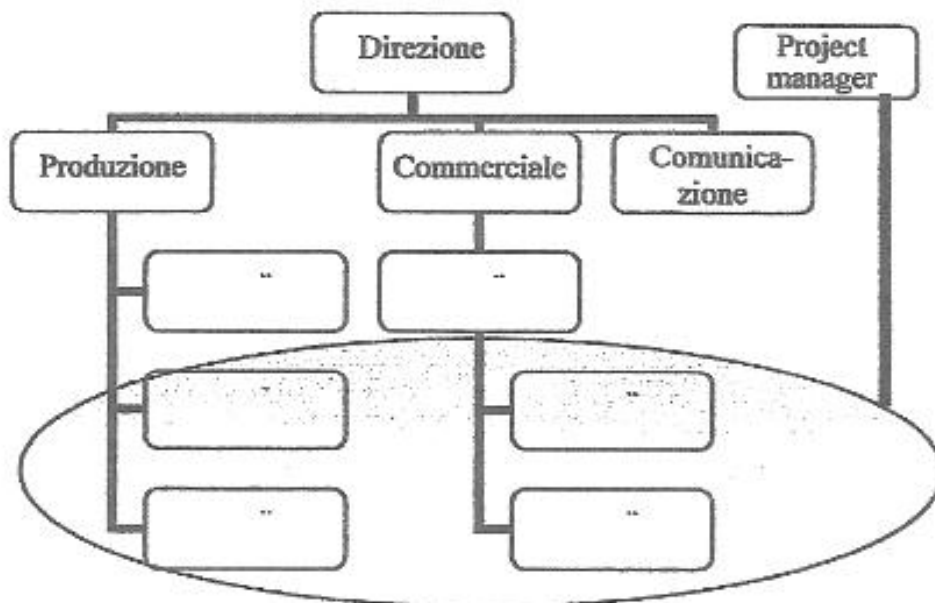 Direzione
Project
manager
Produzione
Commerciale
Comunica-
zione